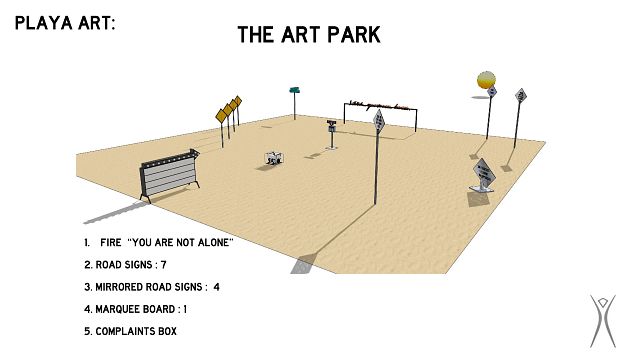 PLAYA ART:
THE ART PARK
1. FIRE "YOU ARE NOT ALONE"
2. ROAD SIGNS : 7
3. MIRRORED ROAD SIGNS : 4
4. MARQUEE BOARD : 1
5. COMPLAINTS BOX